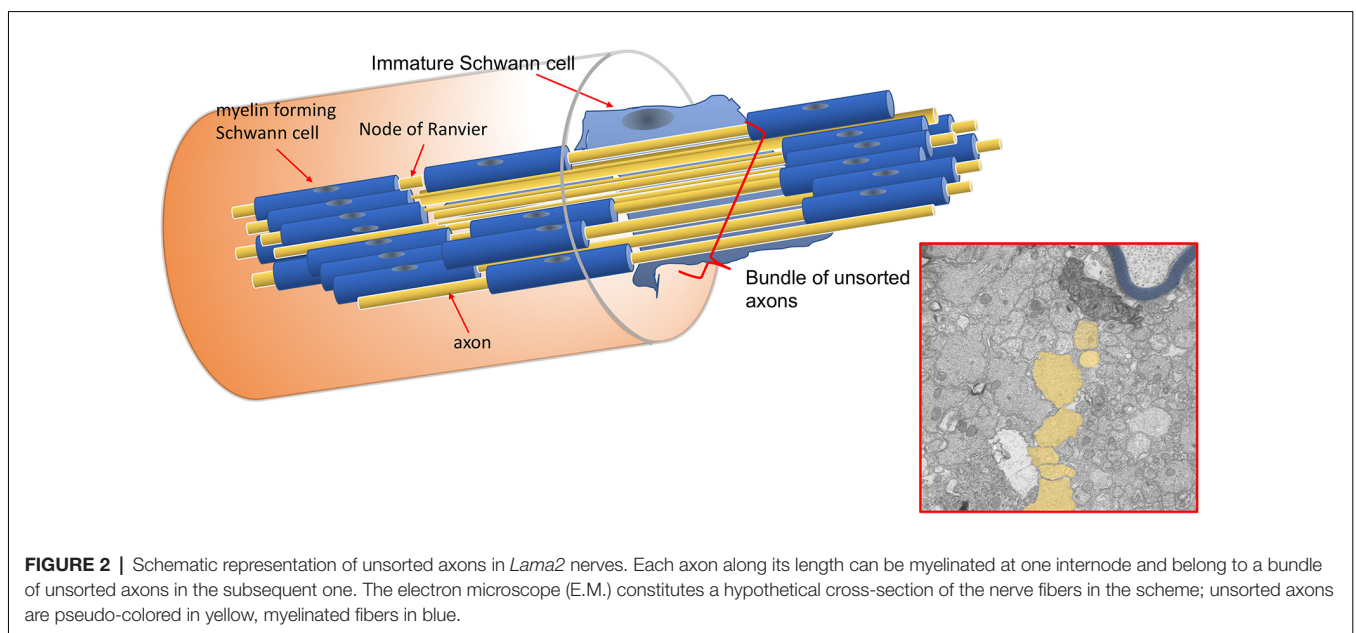 Immature Schwann cell
myelin forming
Schwann cell
Node of Ranvier
Bundle of unsorted
axons
axon
FIGURE 2 | Schematic representation of unsorted axons in Lama2 nerves. Each axon along its length can be myelinated at one internode and belong to a bundle
of unsorted axons in the subsequent one. The electron microscope (E.M.) constitutes a hypothetical cross-section of the nerve fibers in the scheme; unsorted axons
are pseudo-colored in yellow, myelinated fibers in blue.